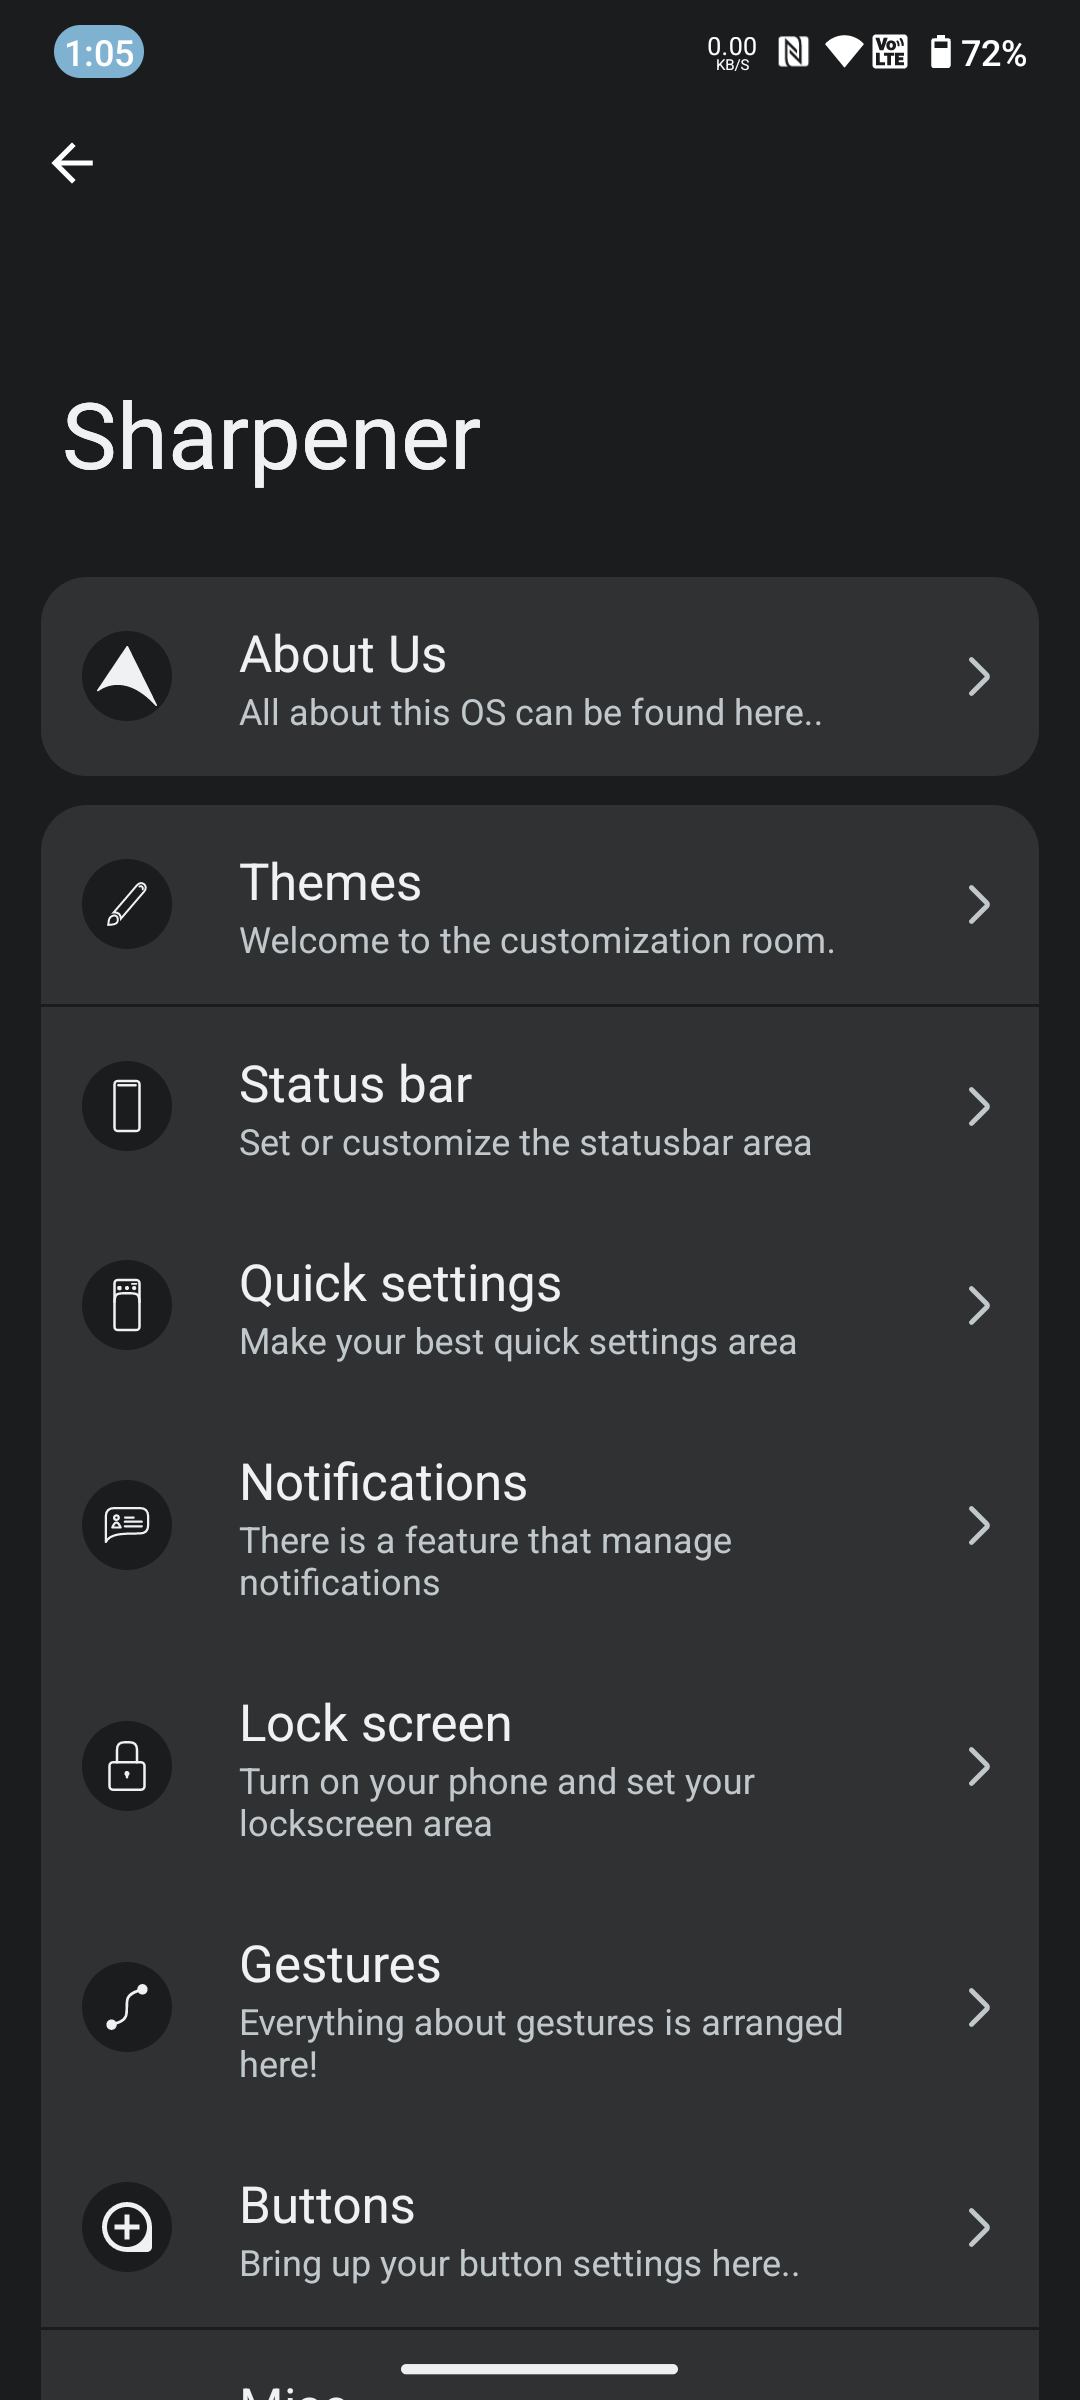 1:05
0.00
KB/S
Vo))
LTE
72%
Sharpener
About Us
All about this OS can be found here..
Themes
Welcome to the customization room.
Status bar
Set or customize the statusbar area
Quick settings
Make your best quick settings area
Notifications
There is a feature that manage
notifications
Lock screen
Turn on your phone and set your
lockscreen area
Gestures
Everything about gestures is arranged
here!
Buttons
Bring up your button settings here..
Misc